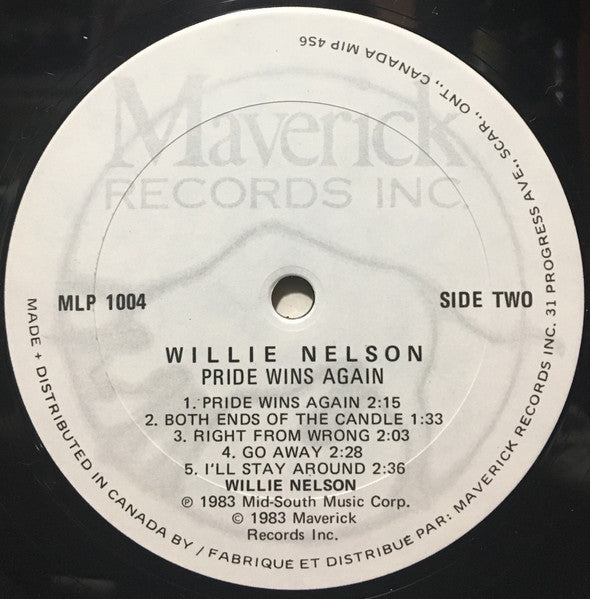 Maverick
RECORDS INC.
MLP 1004
SIDE TWO
WILLIE NELSON
PRIDE WINS AGAIN
1. PRIDE WINS AGAIN 2:15
2. BOTH ENDS OF THE CANDLE 1:33
3. RIGHT FROM WRONG 2:03
4. GO AWAY 2:28
5. I'LL STAY AROUND 2:36
WILLIE NELSON
℗ 1983 Mid-South Music Corp.
© 1983 Maverick
Records Inc.
MADE + DISTRIBUTED IN CANADA BY / FABRIQUE ET DISTRIBUE PAR: MAVERICK RECORDS INC. 31 PROGRESS AVE., SCAR., ONT., CANADA MIP 4S6